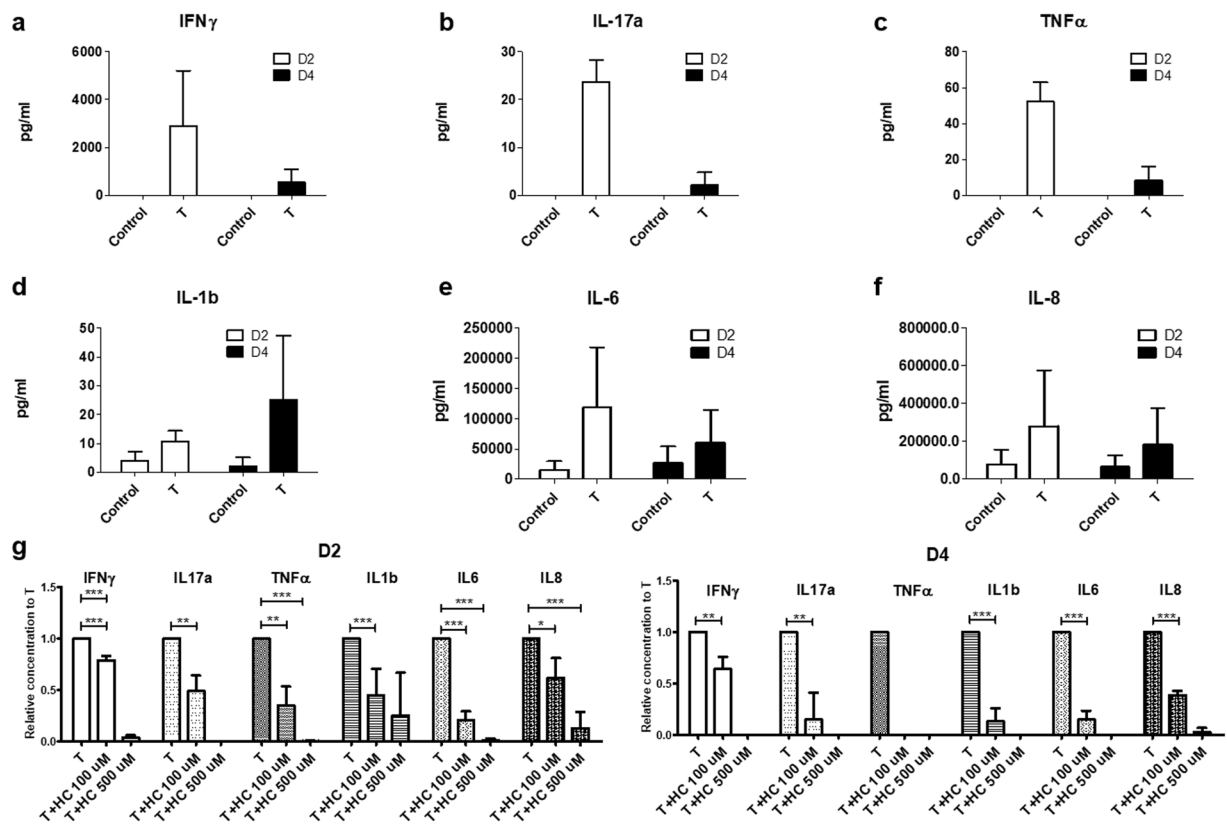 a
IFNγ
6000
4000
2000
0
pg/ml
D2
D4
Control
T
Control
T
b
IL-17a
30
20
10
0
pg/ml
D2
D4
Control
T
Control
T
c
TNFα
80
60
40
20
0
pg/ml
D2
D4
Control
T
Control
T
d
IL-1b
50
40
30
20
10
0
pg/ml
D2
D4
Control
T
Control
T
e
IL-6
250000
200000
150000
100000
50000
0
pg/ml
D2
D4
Control
T
Control
T
f
IL-8
800000.0
600000.0
400000.0
200000.0
0.0
pg/ml
D2
D4
Control
T
Control
T
g
D2
Relative concentration to T
1.5
1.0
0.5
0.0
IFNγ
IL17a
TNFα
IL1b
IL6
IL8
***
***
**
***
**
***
***
***
***
*
T
T+HC 100 uM
T+HC 500 uM
T
T+HC 100 uM
T+HC 500 uM
T
T+HC 100 uM
T+HC 500 uM
T
T+HC 100 uM
T+HC 500 uM
T
T+HC 100 uM
T+HC 500 uM
T
T+HC 100 uM
T+HC 500 uM
D4
Relative concentration to T
1.5
1.0
0.5
0.0
IFNγ
IL17a
TNFα
IL1b
IL6
IL8
**
**
***
***
***
T
T+HC 100 uM
T+HC 500 uM
T
T+HC 100 uM
T+HC 500 uM
T
T+HC 100 uM
T+HC 500 uM
T
T+HC 100 uM
T+HC 500 uM
T
T+HC 100 uM
T+HC 500 uM
T
T+HC 100 uM
T+HC 500 uM